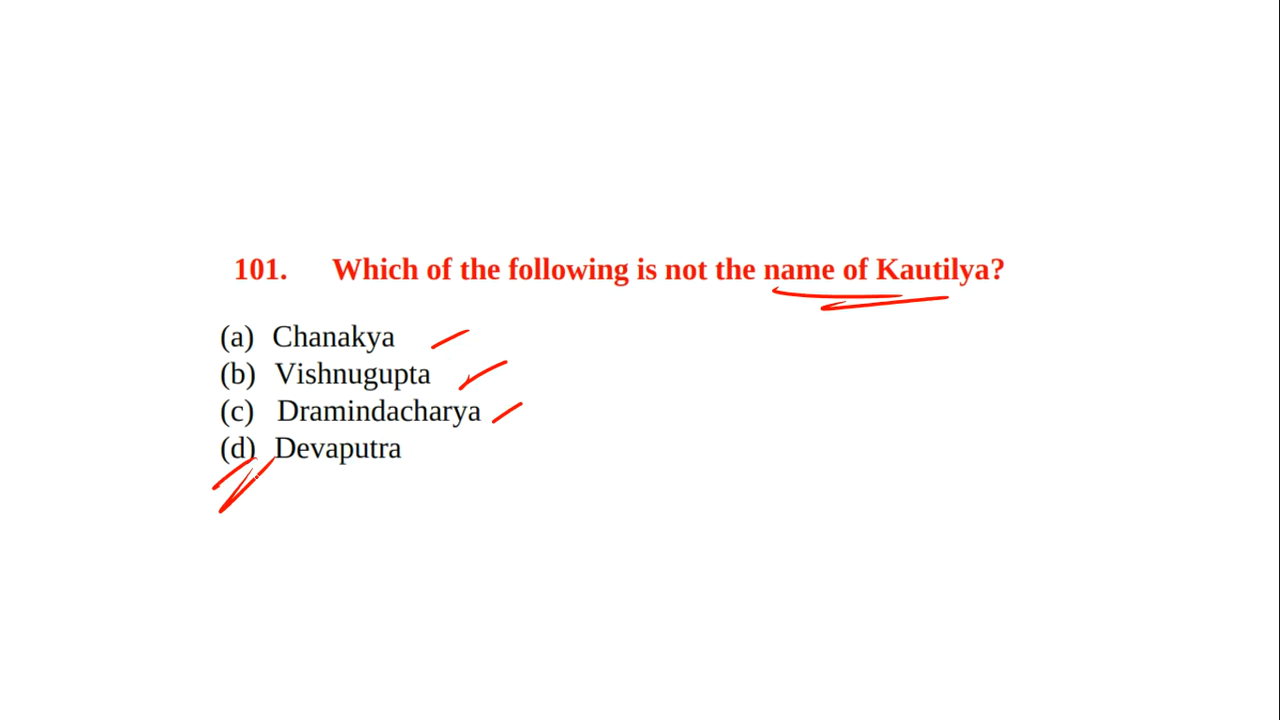 101. Which of the following is not the name of Kautilya?
(a) Chanakya
(b) Vishnugupta
(c) Dramindacharya
(d) Devaputra